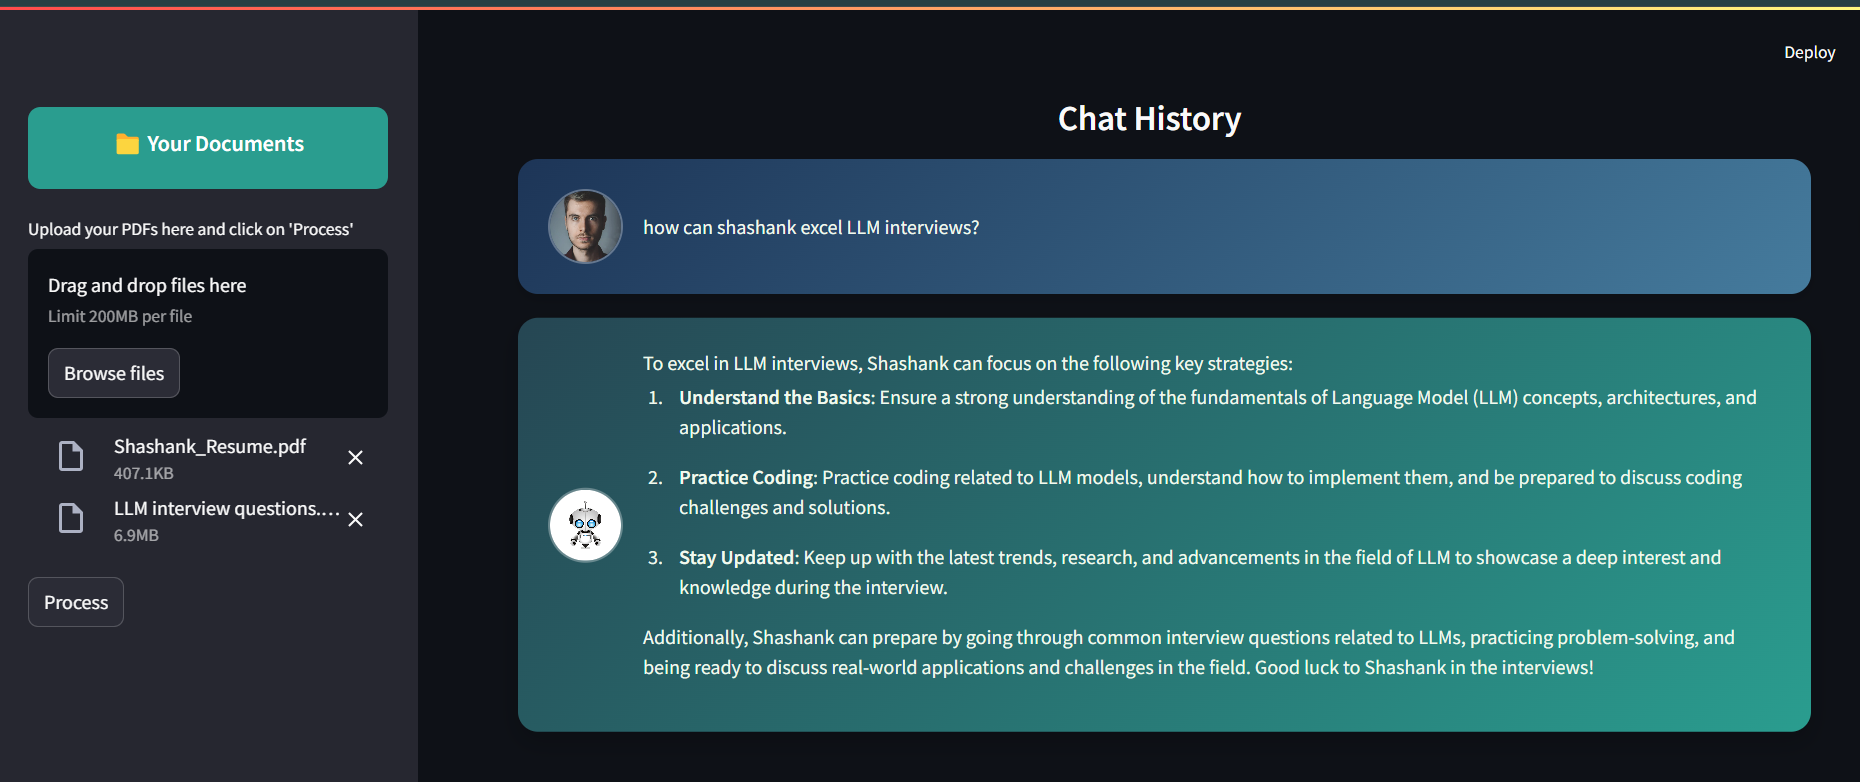 Deploy
Your Documents
Upload your PDFs here and click on 'Process'
Drag and drop files here
Limit 200MB per file
Browse files
Shashank_Resume.pdf
407.1KB
LLM interview questions....
6.9MB
Process
Chat History
how can shashank excel LLM interviews?
To excel in LLM interviews, Shashank can focus on the following key strategies:
1. Understand the Basics: Ensure a strong understanding of the fundamentals of Language Model (LLM) concepts, architectures, and
applications.
2. Practice Coding: Practice coding related to LLM models, understand how to implement them, and be prepared to discuss coding
challenges and solutions.
3. Stay Updated: Keep up with the latest trends, research, and advancements in the field of LLM to showcase a deep interest and
knowledge during the interview.
Additionally, Shashank can prepare by going through common interview questions related to LLMs, practicing problem-solving, and
being ready to discuss real-world applications and challenges in the field. Good luck to Shashank in the interviews!